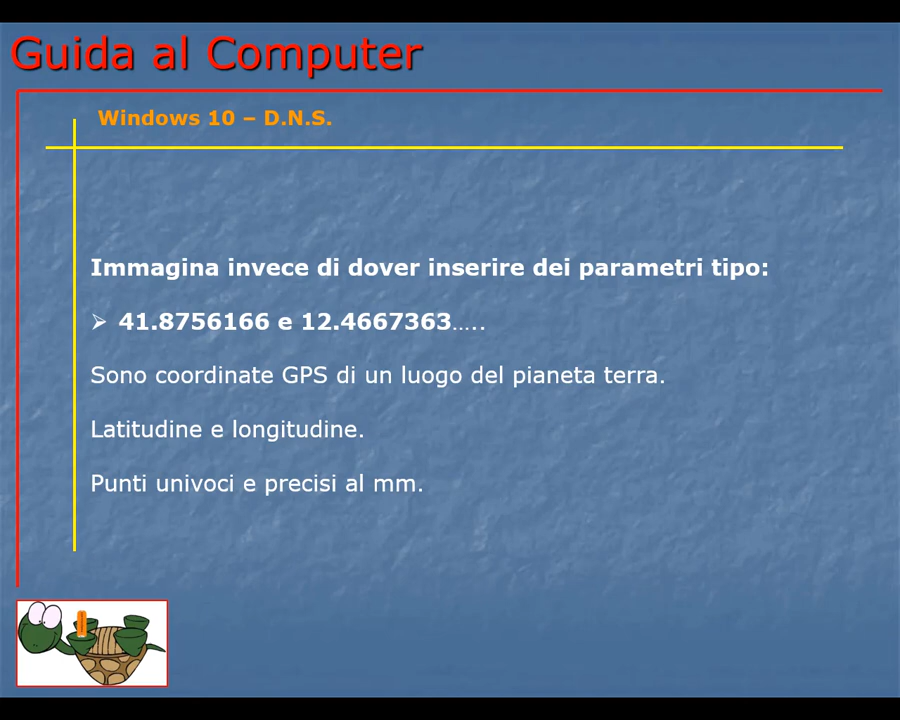 Guida al Computer
Windows 10 – D.N.S.
Immagina invece di dover inserire dei parametri tipo:
➢ 41.8756166 e 12.4667363…..
Sono coordinate GPS di un luogo del pianeta terra.
Latitudine e longitudine.
Punti univoci e precisi al mm.